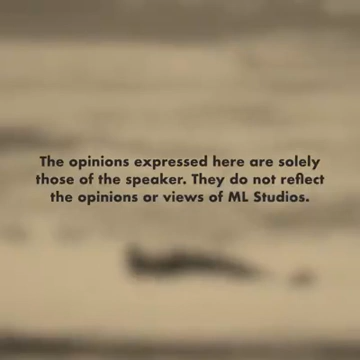 The opinions expressed here are solely
those of the speaker. They do not reflect
the opinions or views of ML Studios.